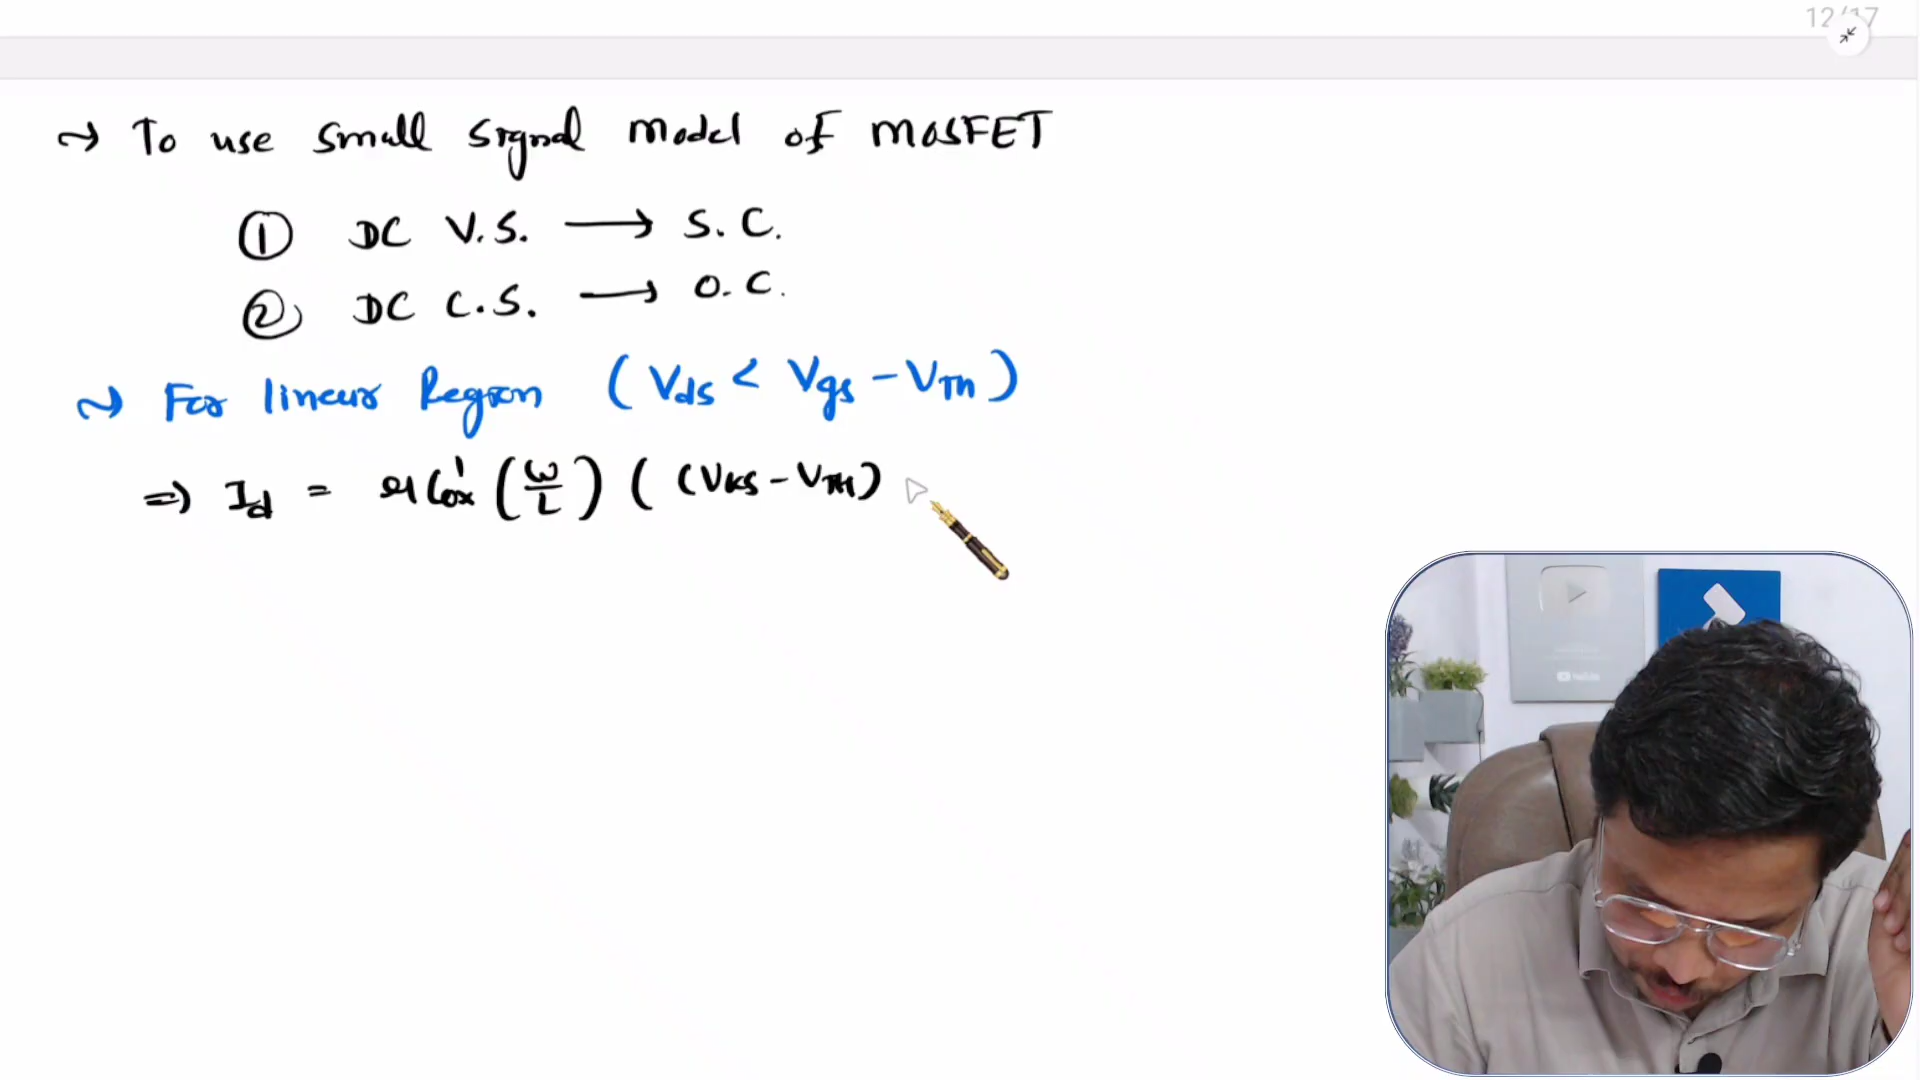 12/17
~> To use small signal model of MOSFET
① DC V.S. ⟶ S.C.
② DC C.S. ⟶ O.C.
~> For linear Region (Vds < Vgs - VTh)
=> Id = μ Cox' (W/L) ( (VGS - VTH)